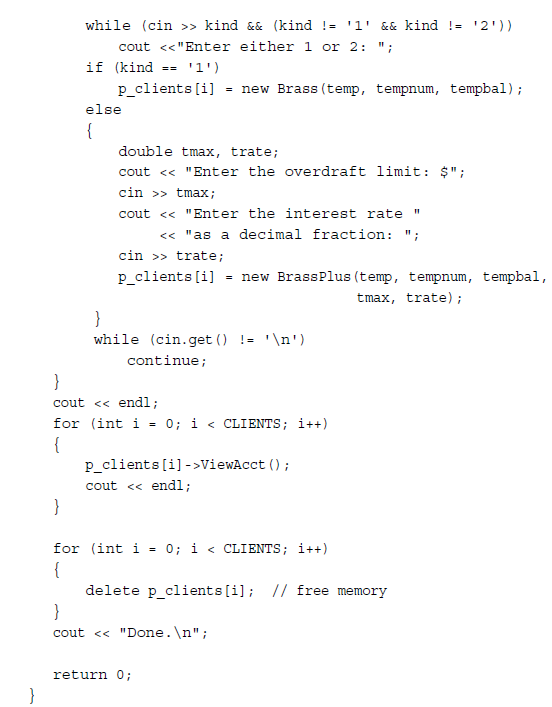 while (cin >> kind && (kind != '1' && kind != '2'))
cout <<"Enter either 1 or 2: ";
if (kind == '1')
p_clients[i] = new Brass(temp, tempnum, tempbal);
else
{
double tmax, trate;
cout << "Enter the overdraft limit: $";
cin >> tmax;
cout << "Enter the interest rate "
<< "as a decimal fraction: ";
cin >> trate;
p_clients[i] = new BrassPlus(temp, tempnum, tempbal,
tmax, trate);
}
while (cin.get() != '\n')
continue;
}
cout << endl;
for (int i = 0; i < CLIENTS; i++)
{
p_clients[i]->ViewAcct();
cout << endl;
}
for (int i = 0; i < CLIENTS; i++)
{
delete p_clients[i];  // free memory
}
cout << "Done.\n";
return 0;
}